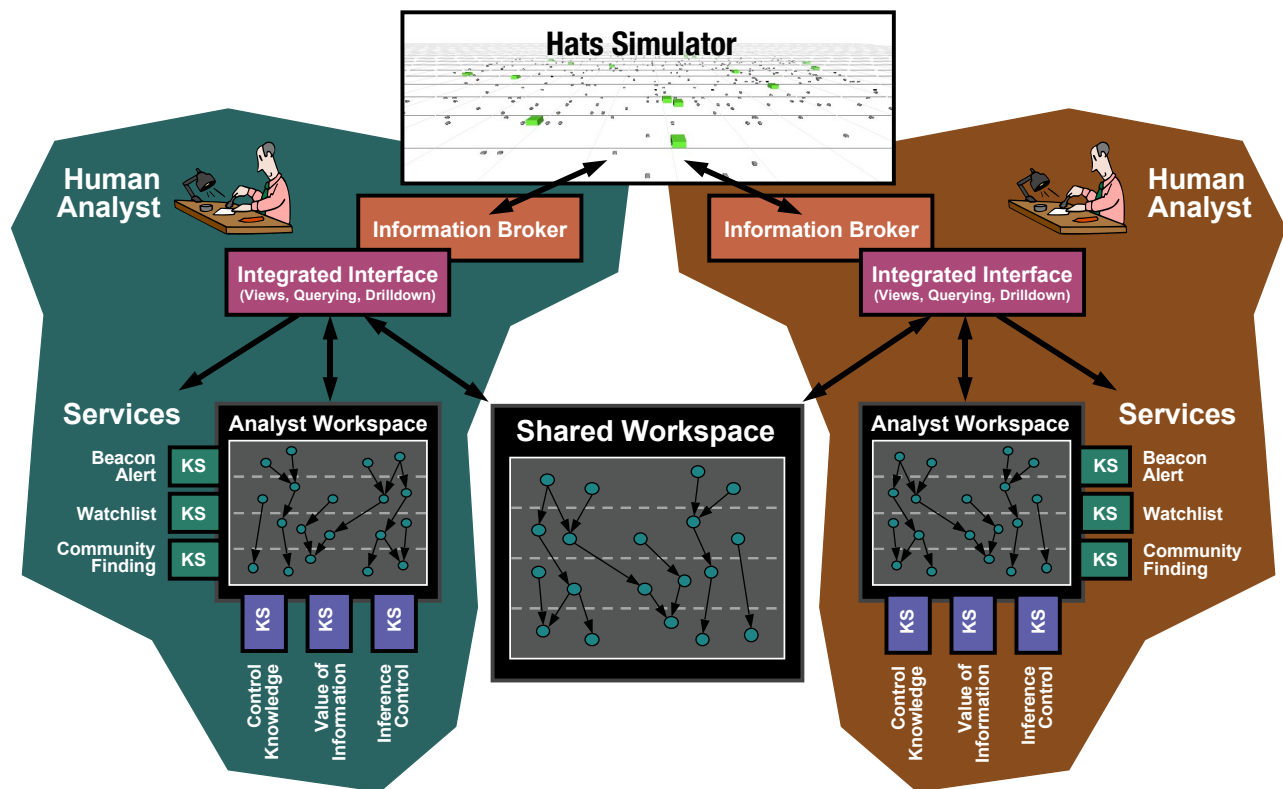 Hats Simulator
Human
Analyst
Human
Analyst
Information Broker
Information Broker
Integrated Interface
(Views, Querying, Drilldown)
Integrated Interface
(Views, Querying, Drilldown)
Services
Analyst Workspace
Beacon
Alert
KS
Watchlist
KS
Community
Finding
KS
KS
KS
KS
Control
Knowledge
Value of
Information
Inference
Control
Shared Workspace
Analyst Workspace
Services
KS
Beacon
Alert
KS
Watchlist
KS
Community
Finding
KS
KS
KS
Control
Knowledge
Value of
Information
Inference
Control